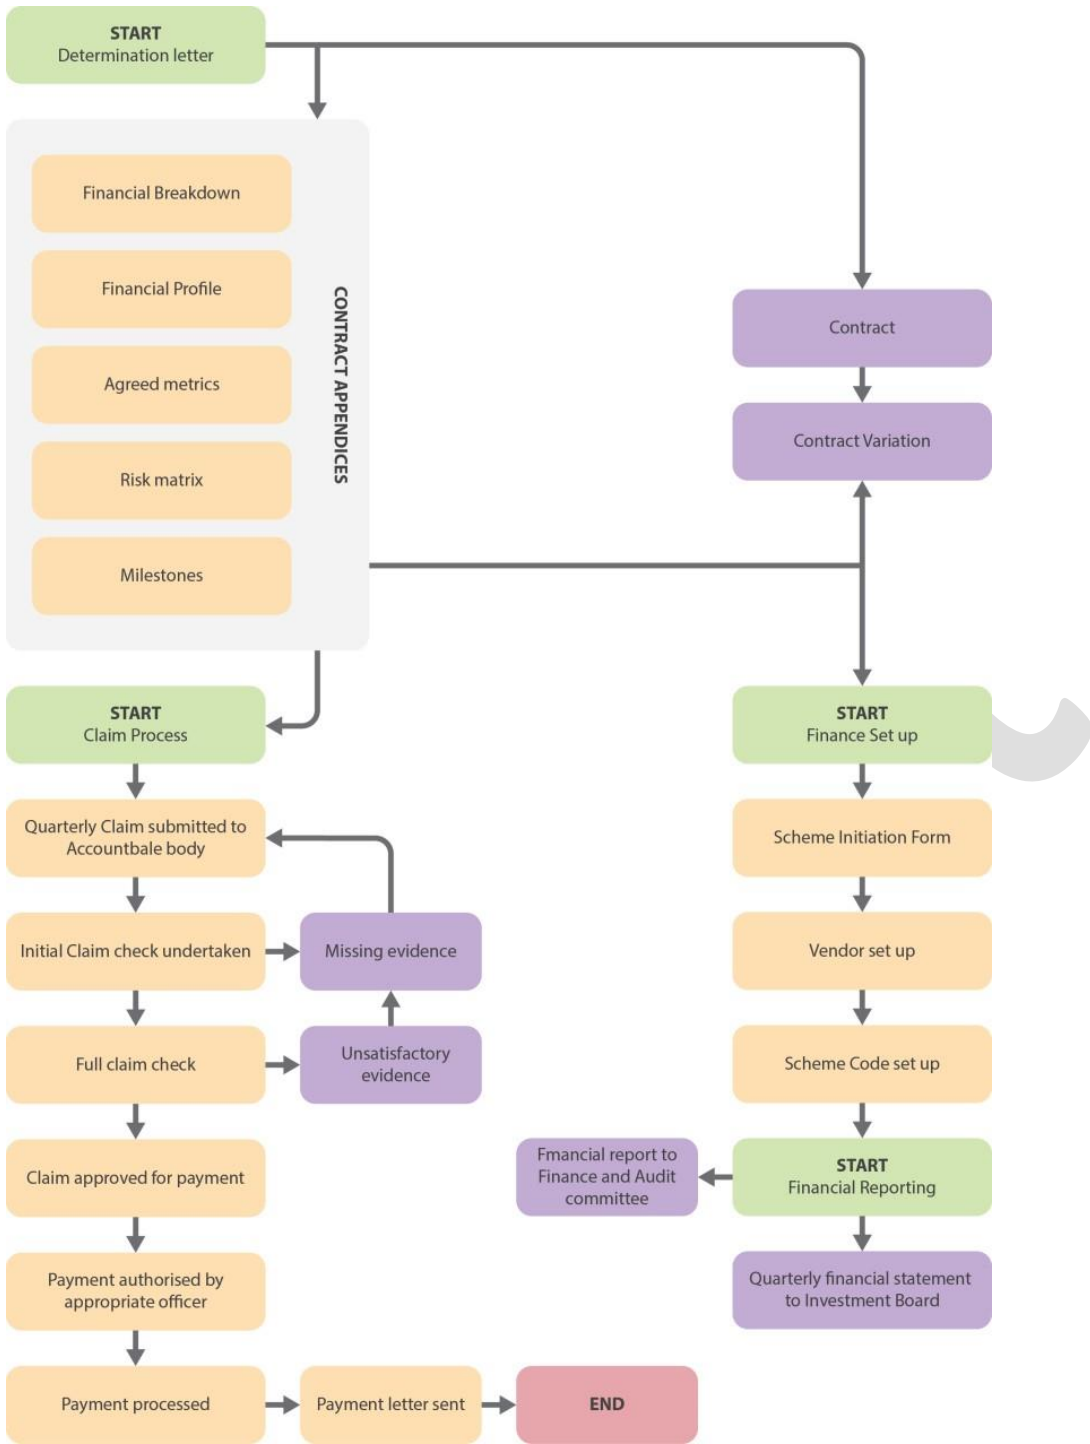 START
Determination letter
Financial Breakdown
Financial Profile
Agreed metrics
Risk matrix
Milestones
CONTRACT APPENDICES
Contract
Contract Variation
START
Claim Process
Quarterly Claim submitted to
Accountbale body
Initial Claim check undertaken
Missing evidence
Full claim check
Unsatisfactory
evidence
Claim approved for payment
Payment authorised by
appropriate officer
Payment processed
Payment letter sent
END
START
Finance Set up
Scheme Initiation Form
Vendor set up
Scheme Code set up
START
Financial Reporting
Fmancial report to
Finance and Audit
committee
Quarterly financial statement
to Investment Board